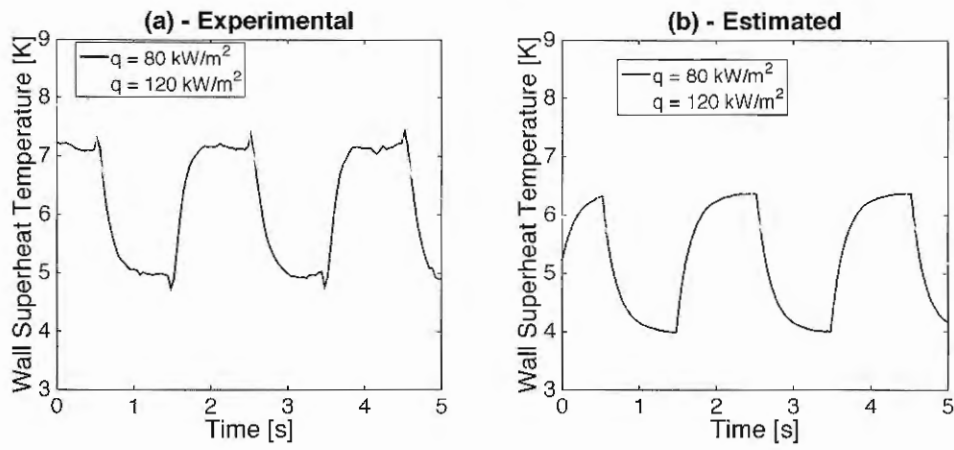 (a) - Experimental
Wall Superheat Temperature [K]
9
8
7
6
5
4
3
q = 80 kW/m²
q = 120 kW/m²
0 1 2 3 4 5
Time [s]
(b) - Estimated
Wall Superheat Temperature [K]
9
8
7
6
5
4
3
q = 80 kW/m²
q = 120 kW/m²
0 1 2 3 4 5
Time [s]